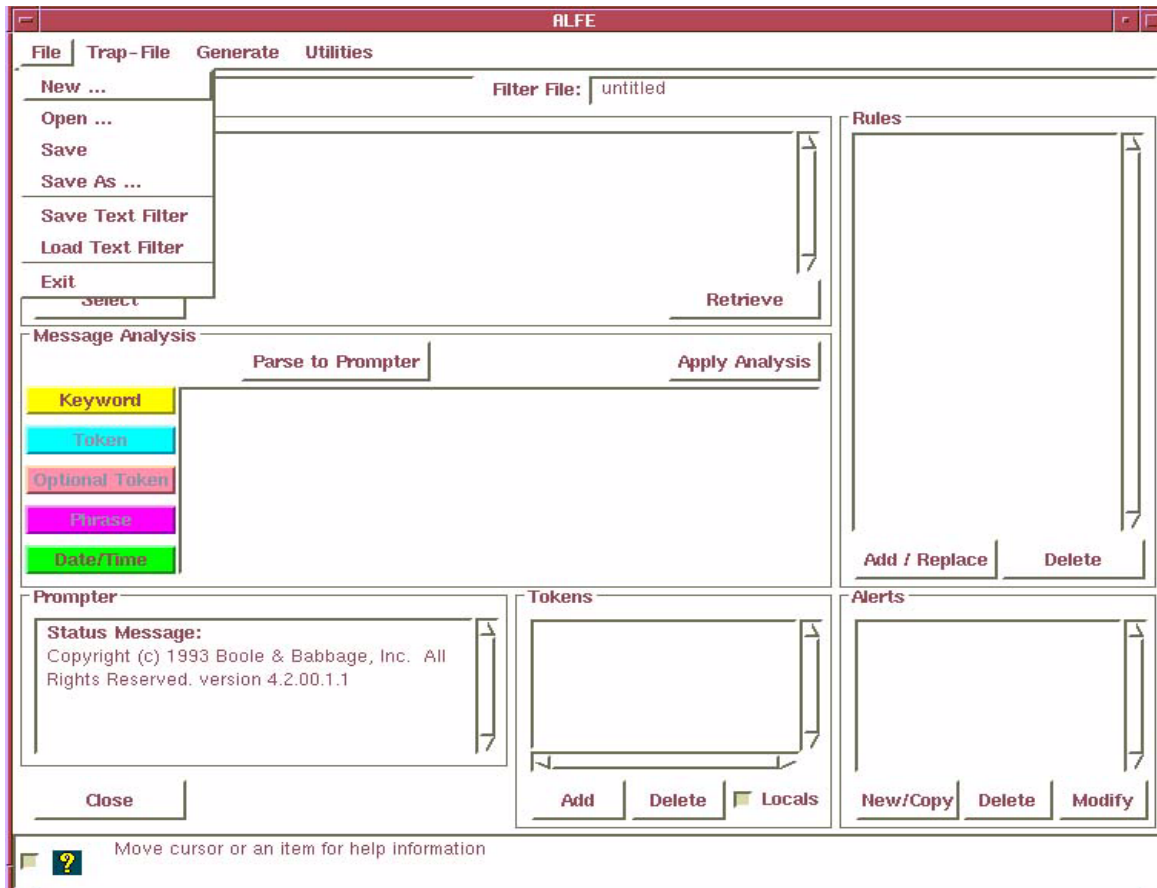 ALFE
File Trap-File Generate Utilities
New ...
Open ...
Save
Save As ...
Save Text Filter
Load Text Filter
Exit
Filter File: untitled
Select
Retrieve
Rules
Add / Replace
Delete
Message Analysis
Parse to Prompter
Apply Analysis
Keyword
Token
Optional Token
Phrase
Date/Time
Prompter
Status Message:
Copyright (c) 1993 Boole & Babbage, Inc. All
Rights Reserved. version 4.2.00.1.1
Close
Tokens
Add
Delete
Locals
Alerts
New/Copy
Delete
Modify
?
Move cursor or an item for help information